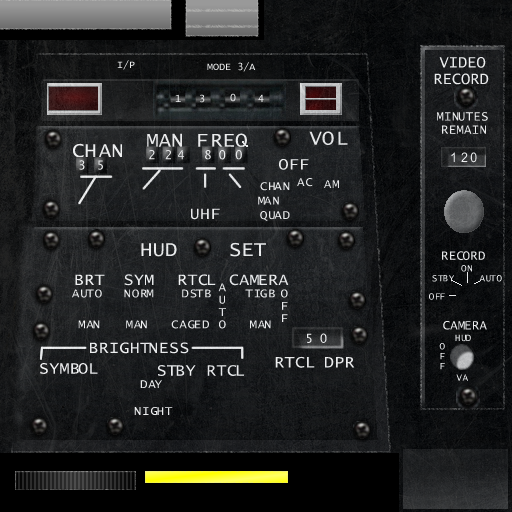 I/P
MODE 3/A
1 3 0 4
CHAN
MAN FREQ
VOL
3 5
2 2 4
8 0 0
OFF
CHAN
AC
AM
MAN
QUAD
UHF
HUD SET
BRT SYM RTCL CAMERA
AUTO NORM DSTB AUTO TIGB OFF
MAN MAN CAGED MAN
5 0
RTCL DPR
BRIGHTNESS
SYMBOL
STBY RTCL
DAY
NIGHT
VIDEO
RECORD
MINUTES
REMAIN
120
RECORD
ON
STBY AUTO
OFF
CAMERA
HUD
OFF
VA